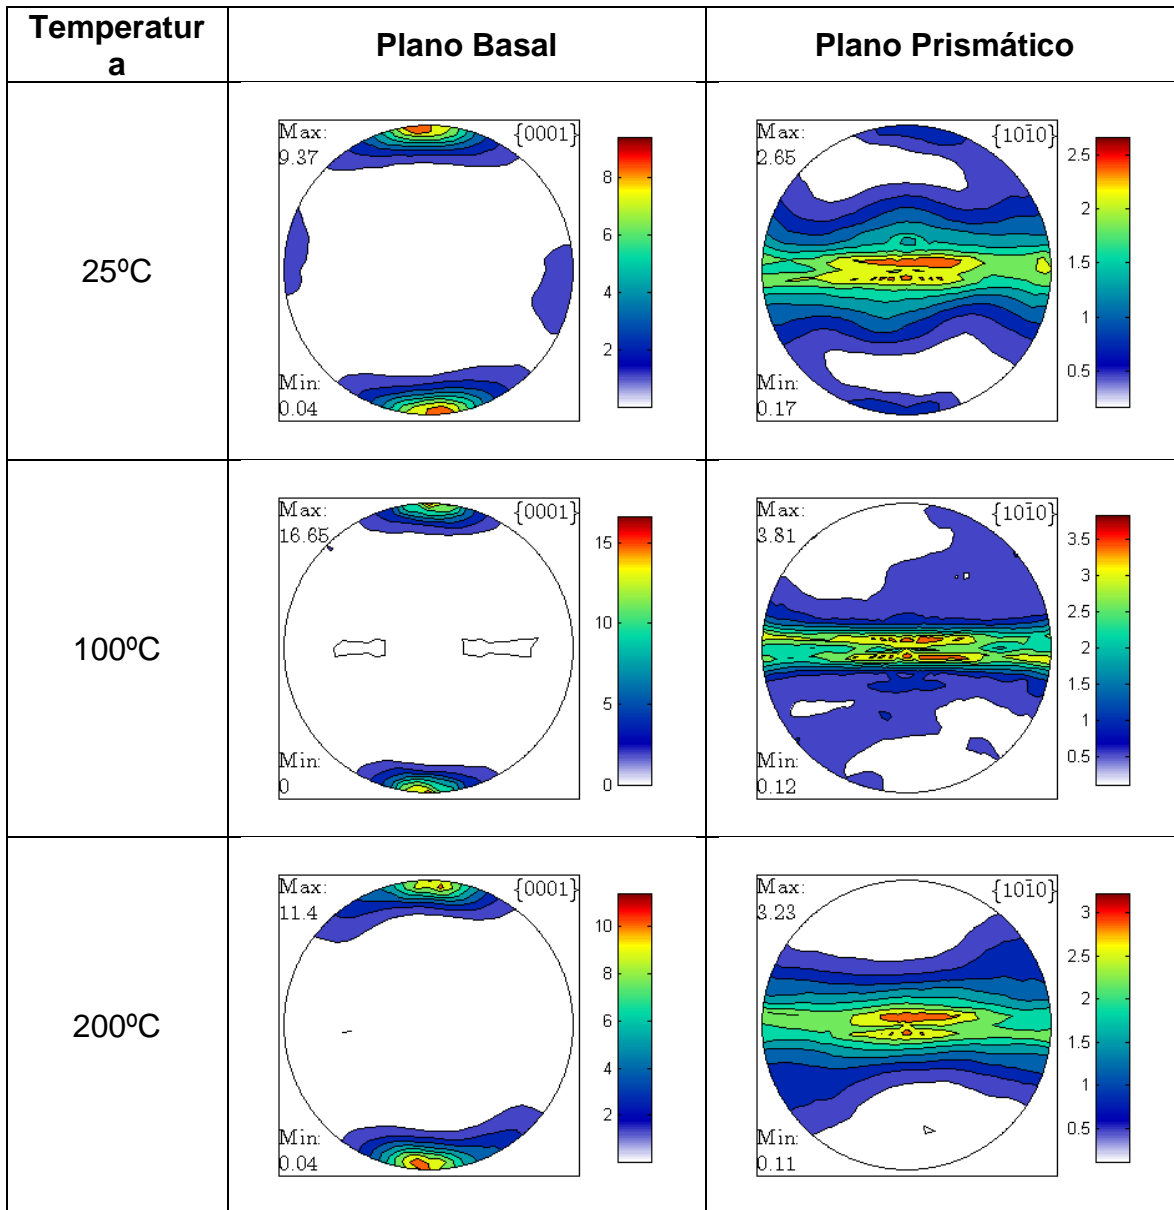 Temperatur
a
Plano Basal
Plano Prismático
25ºC
Max:
9.37
{0001}
Min:
0.04
8
6
4
2
Max:
2.65
{101̄0}
Min:
0.17
2.5
2
1.5
1
0.5
100ºC
Max:
16.65
{0001}
Min:
0
15
10
5
0
Max:
3.81
{101̄0}
Min:
0.12
3.5
3
2.5
2
1.5
1
0.5
200ºC
Max:
11.4
{0001}
Min:
0.04
10
8
6
4
2
Max:
3.23
{101̄0}
Min:
0.11
3
2.5
2
1.5
1
0.5